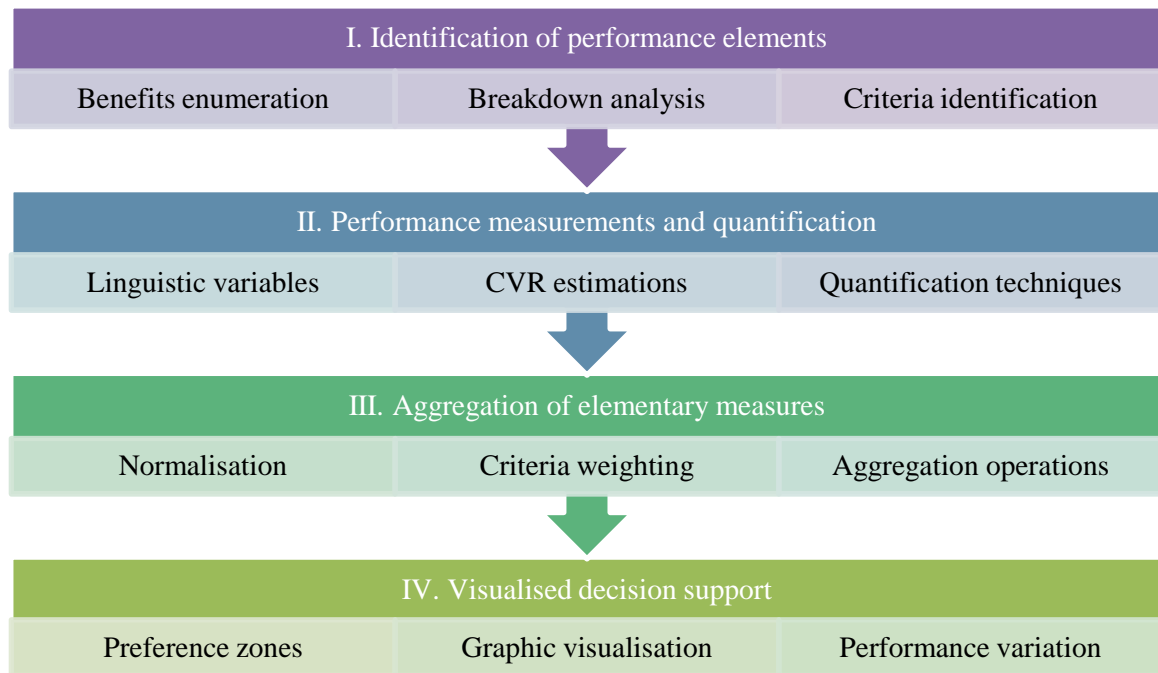 I. Identification of performance elements
Benefits enumeration Breakdown analysis Criteria identification
II. Performance measurements and quantification
Linguistic variables CVR estimations Quantification techniques
III. Aggregation of elementary measures
Normalisation Criteria weighting Aggregation operations
IV. Visualised decision support
Preference zones Graphic visualisation Performance variation